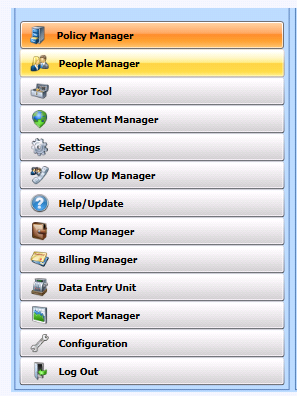 Policy Manager
People Manager
Payor Tool
Statement Manager
Settings
Follow Up Manager
Help/Update
Comp Manager
Billing Manager
Data Entry Unit
Report Manager
Configuration
Log Out